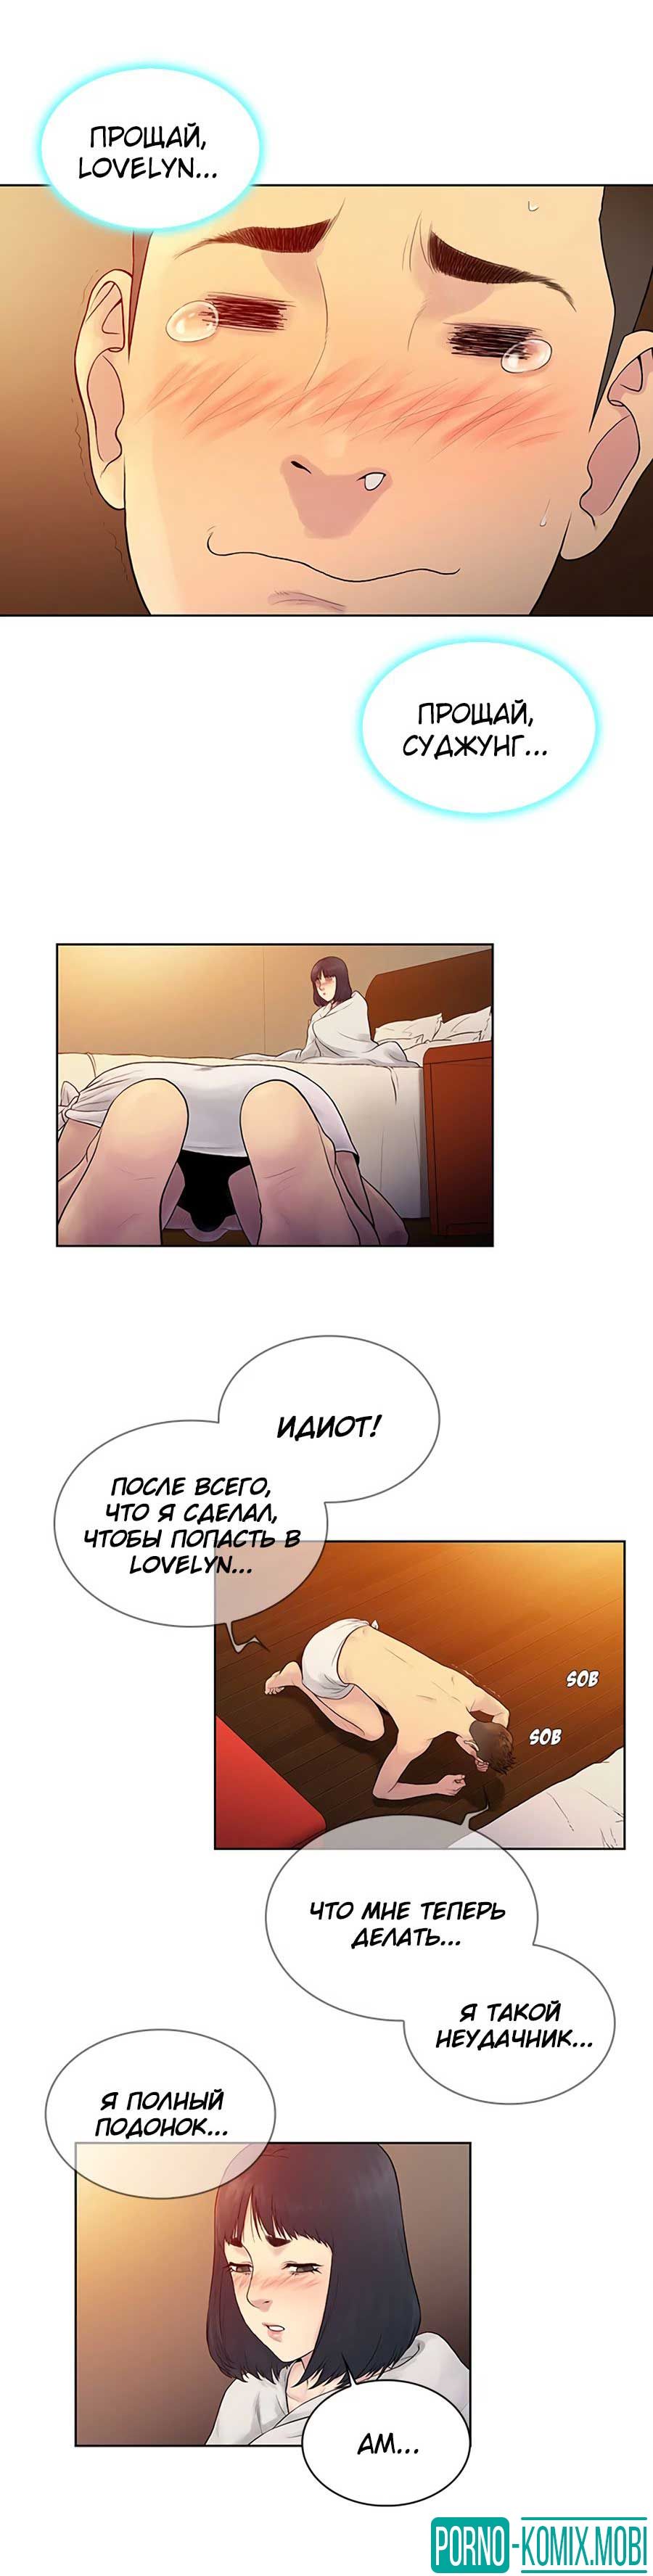 ПРОЩАЙ,
LOVELYN...
ПРОЩАЙ,
СУДЖУНГ...
ИДИОТ!
ПОСЛЕ ВСЕГО,
ЧТО Я СДЕЛАЛ,
ЧТОБЫ ПОПАСТЬ В
LOVELYN...
SOB
SOB
ЧТО МНЕ ТЕПЕРЬ
ДЕЛАТЬ...
Я ТАКОЙ
НЕУДАЧНИК...
Я ПОЛНЫЙ
ПОДОНОК...
АМ...
PORNO-KOMIX.MOBI